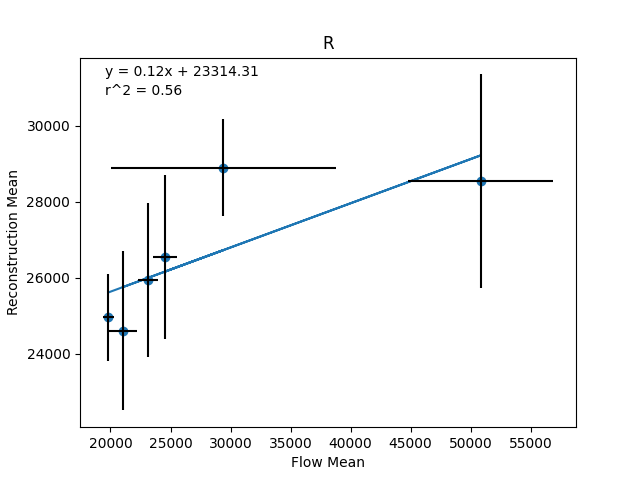 R
y = 0.12x + 23314.31
r^2 = 0.56
30000
28000
26000
24000
Reconstruction Mean
20000 25000 30000 35000 40000 45000 50000 55000
Flow Mean